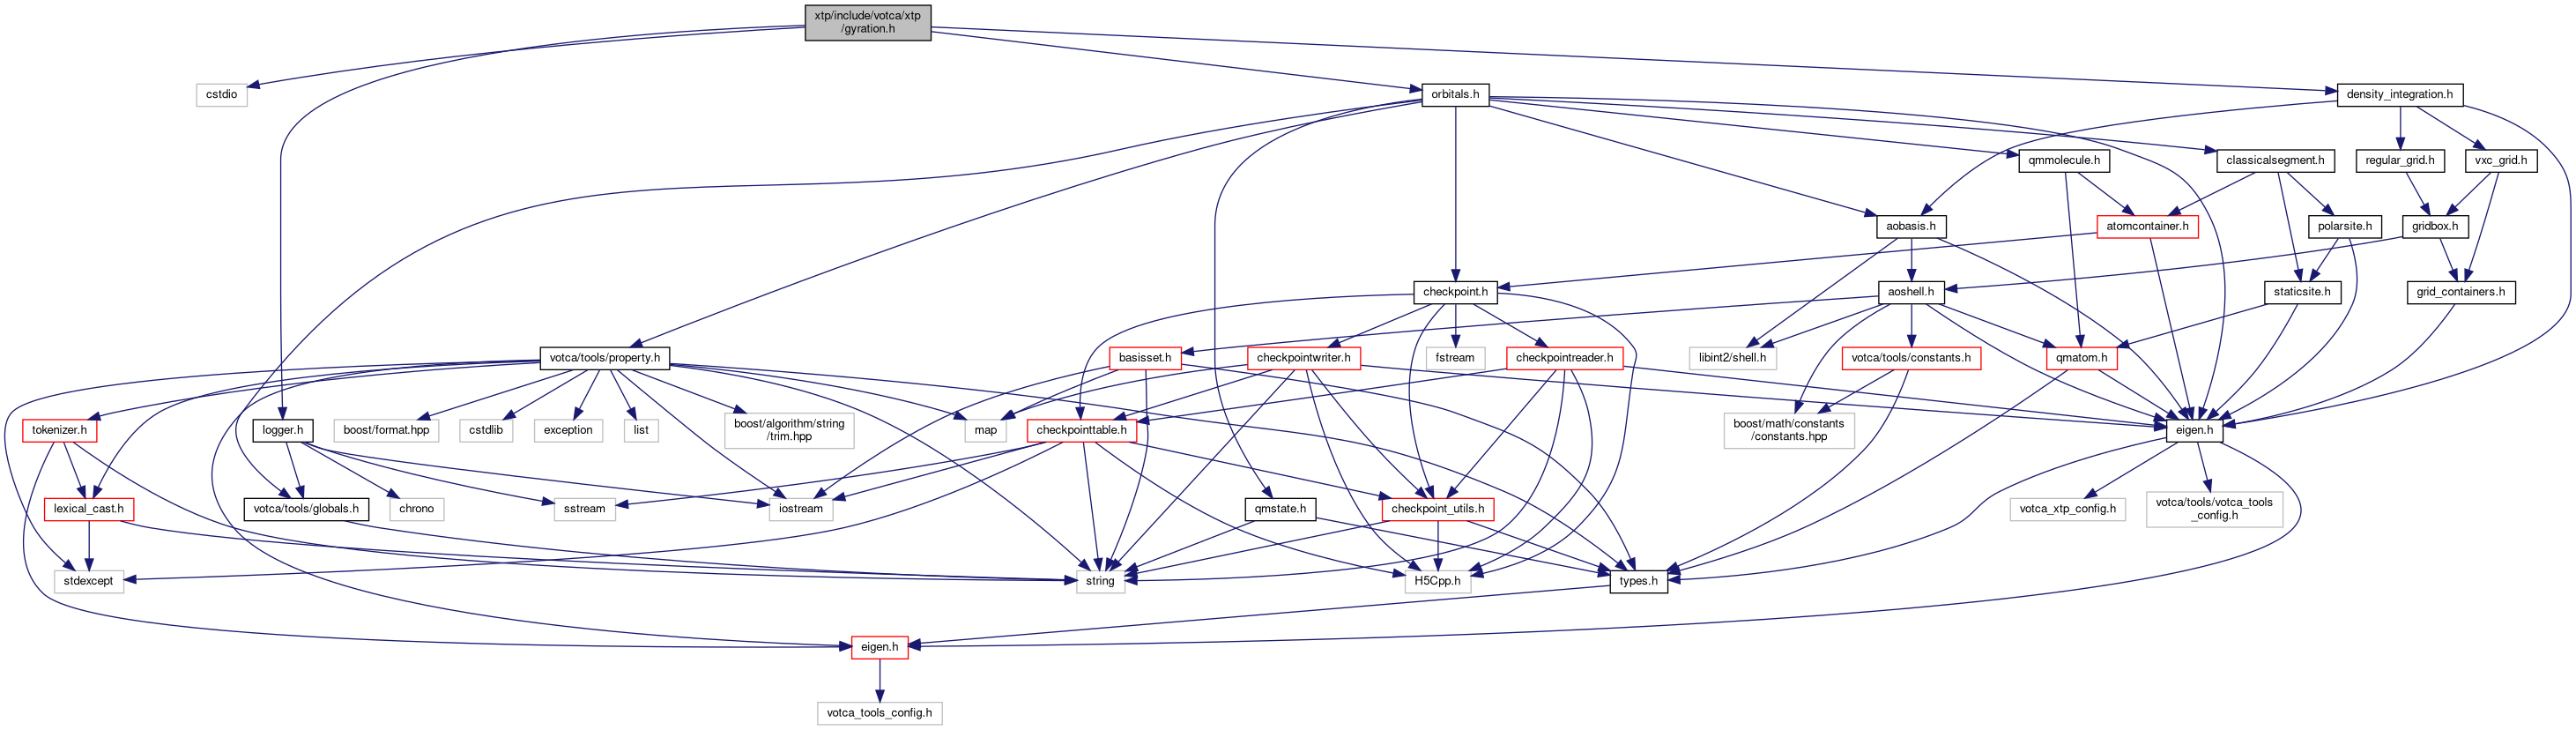 xtp/include/votca/xtp
/gyration.h
cstdio
orbitals.h
density_integration.h
qmmolecule.h
classicalsegment.h
regular_grid.h
vxc_grid.h
aobasis.h
atomcontainer.h
polarsite.h
gridbox.h
checkpoint.h
aoshell.h
staticsite.h
grid_containers.h
votca/tools/property.h
basisset.h
checkpointwriter.h
fstream
checkpointreader.h
libint2/shell.h
votca/tools/constants.h
qmatom.h
tokenizer.h
logger.h
boost/format.hpp
cstdlib
exception
list
boost/algorithm/string
/trim.hpp
map
checkpointtable.h
boost/math/constants
/constants.hpp
eigen.h
lexical_cast.h
votca/tools/globals.h
chrono
sstream
iostream
qmstate.h
checkpoint_utils.h
votca_xtp_config.h
votca/tools/votca_tools
_config.h
stdexcept
string
H5Cpp.h
types.h
eigen.h
votca_tools_config.h